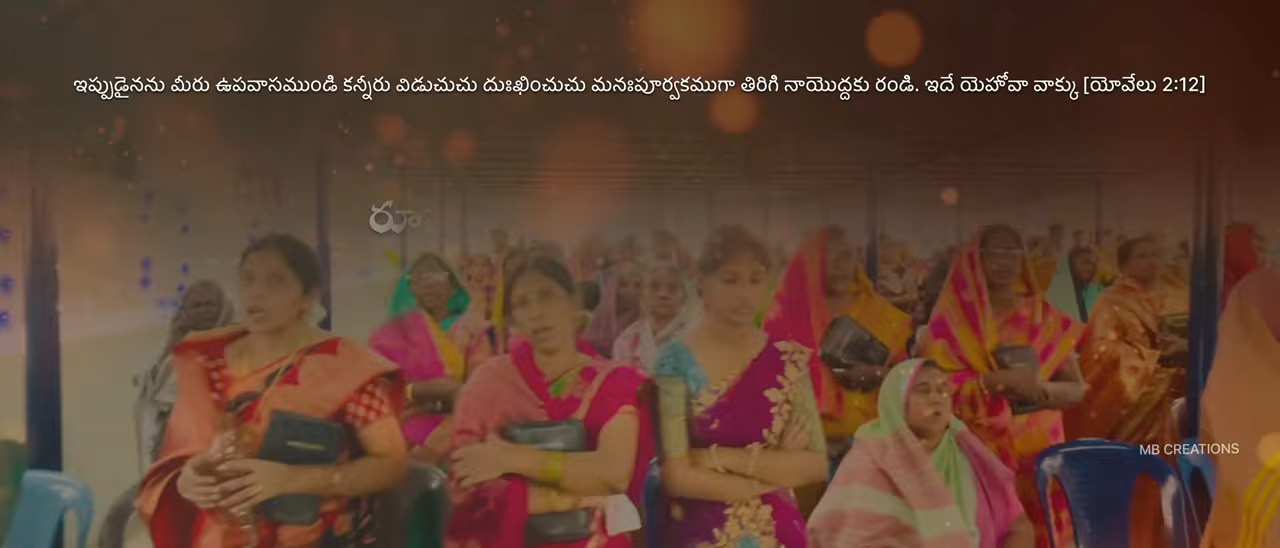 ఇప్పుడైనను మీరు ఉపవాసముండి కన్నీరు విడుచుచు దుఃఖించుచు మనఃపూర్వకముగా తిరిగి నాయొద్దకు రండి. ఇదే యెహోవా వాక్కు [యోవేలు 2:12]
MB CREATIONS